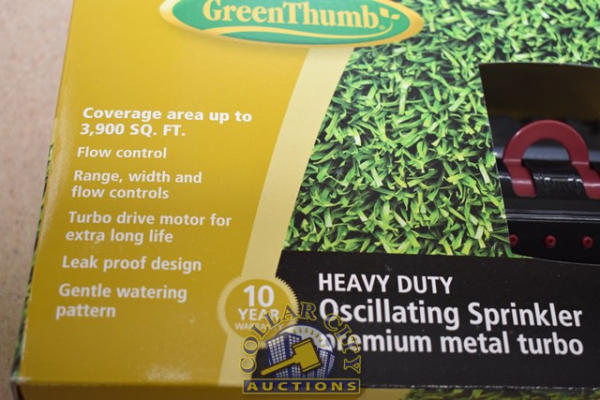 GreenThumb
Coverage area up to
3,900 SQ. FT.
Flow control
Range, width and
flow controls
Turbo drive motor for
extra long life
Leak proof design
Gentle watering
pattern
10
YEAR
WARRANTY
HEAVY DUTY
Oscillating Sprinkler
premium metal turbo
COLLAR CITY
AUCTIONS